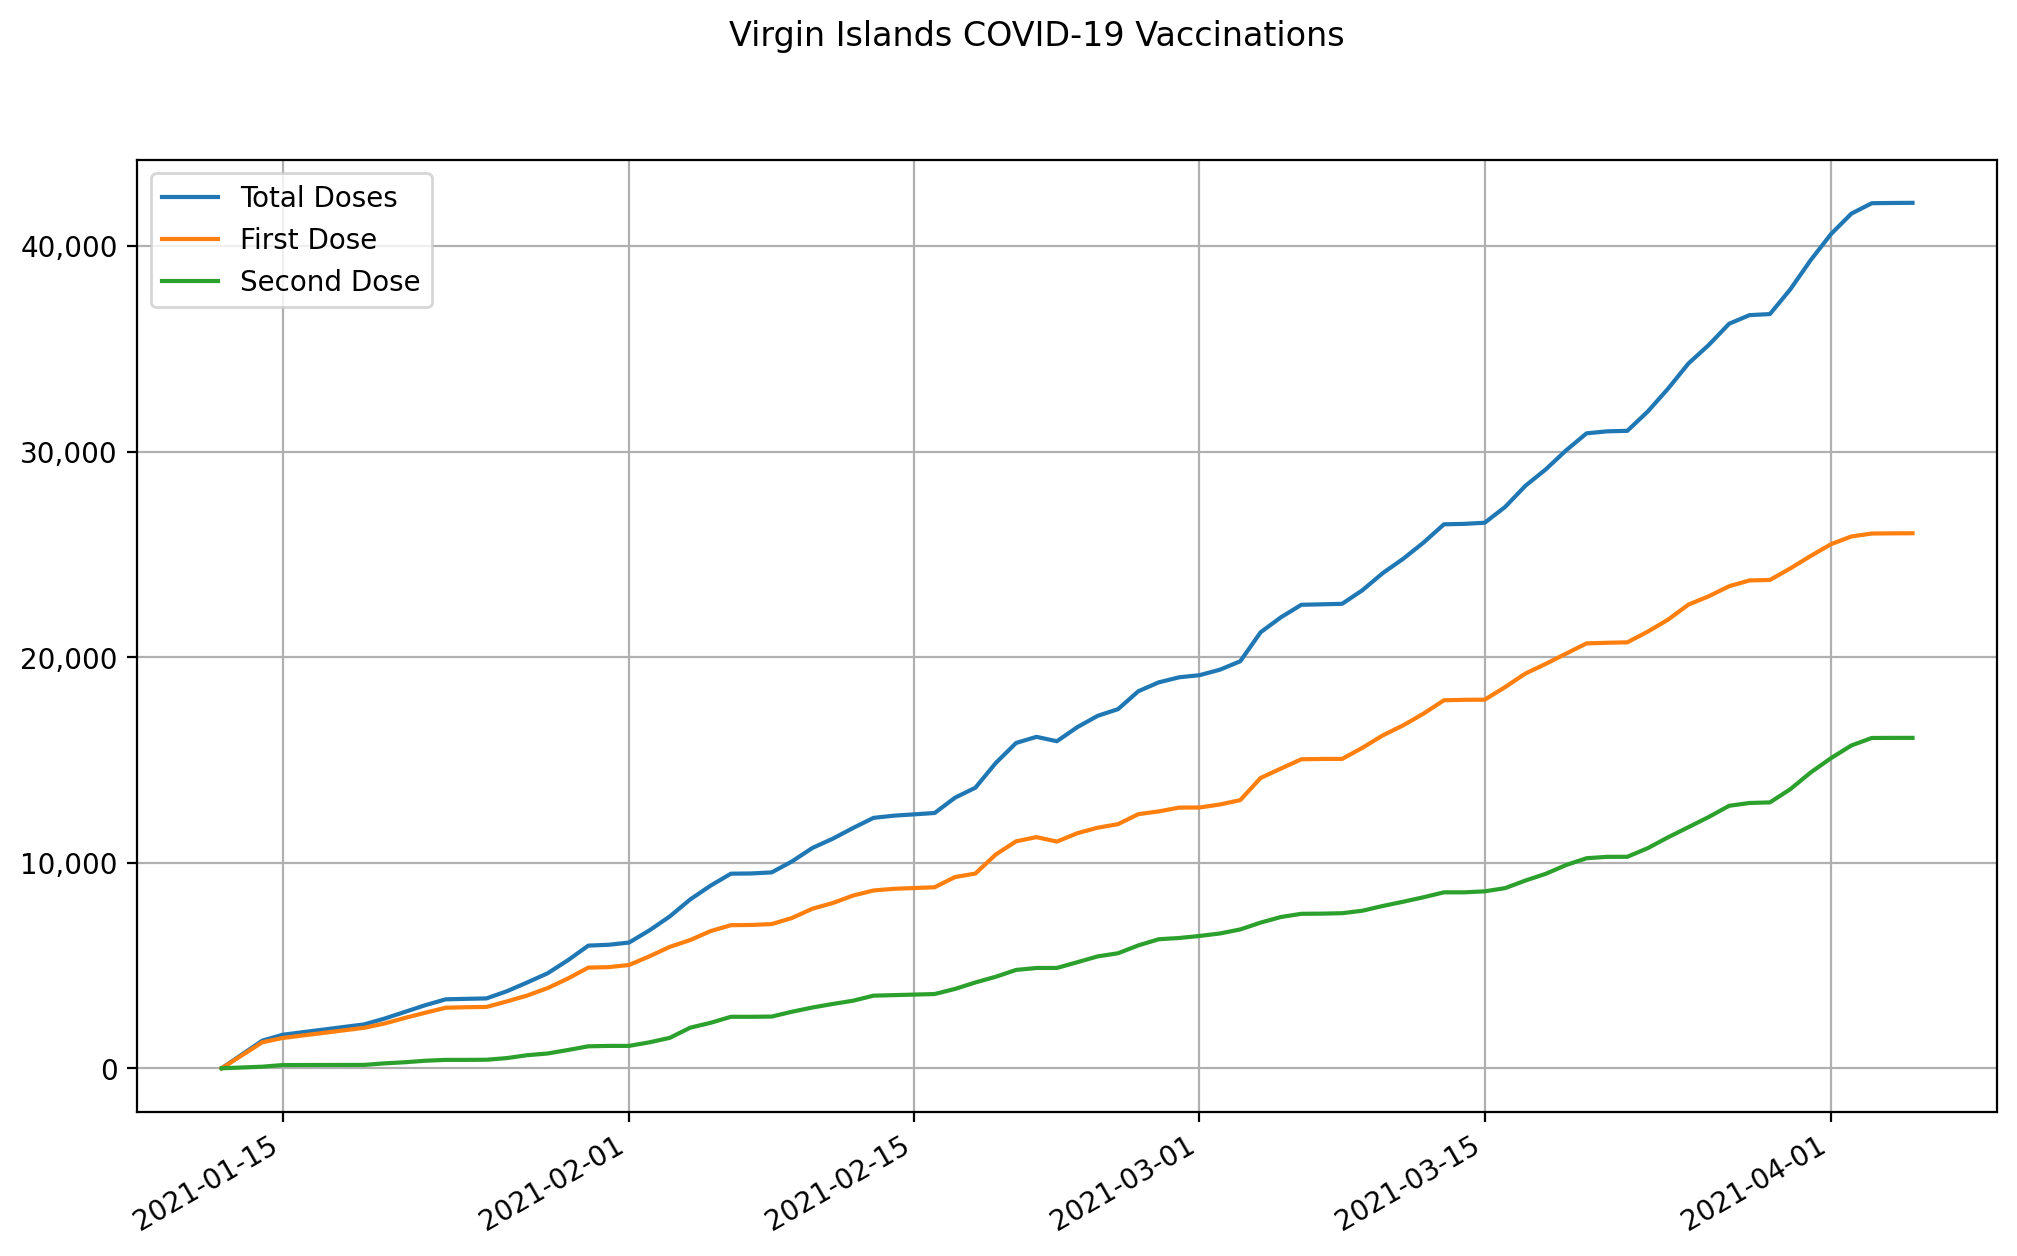 Virgin Islands COVID-19 Vaccinations
Total Doses
First Dose
Second Dose
40,000
30,000
20,000
10,000
0
2021-01-15
2021-02-01
2021-02-15
2021-03-01
2021-03-15
2021-04-01